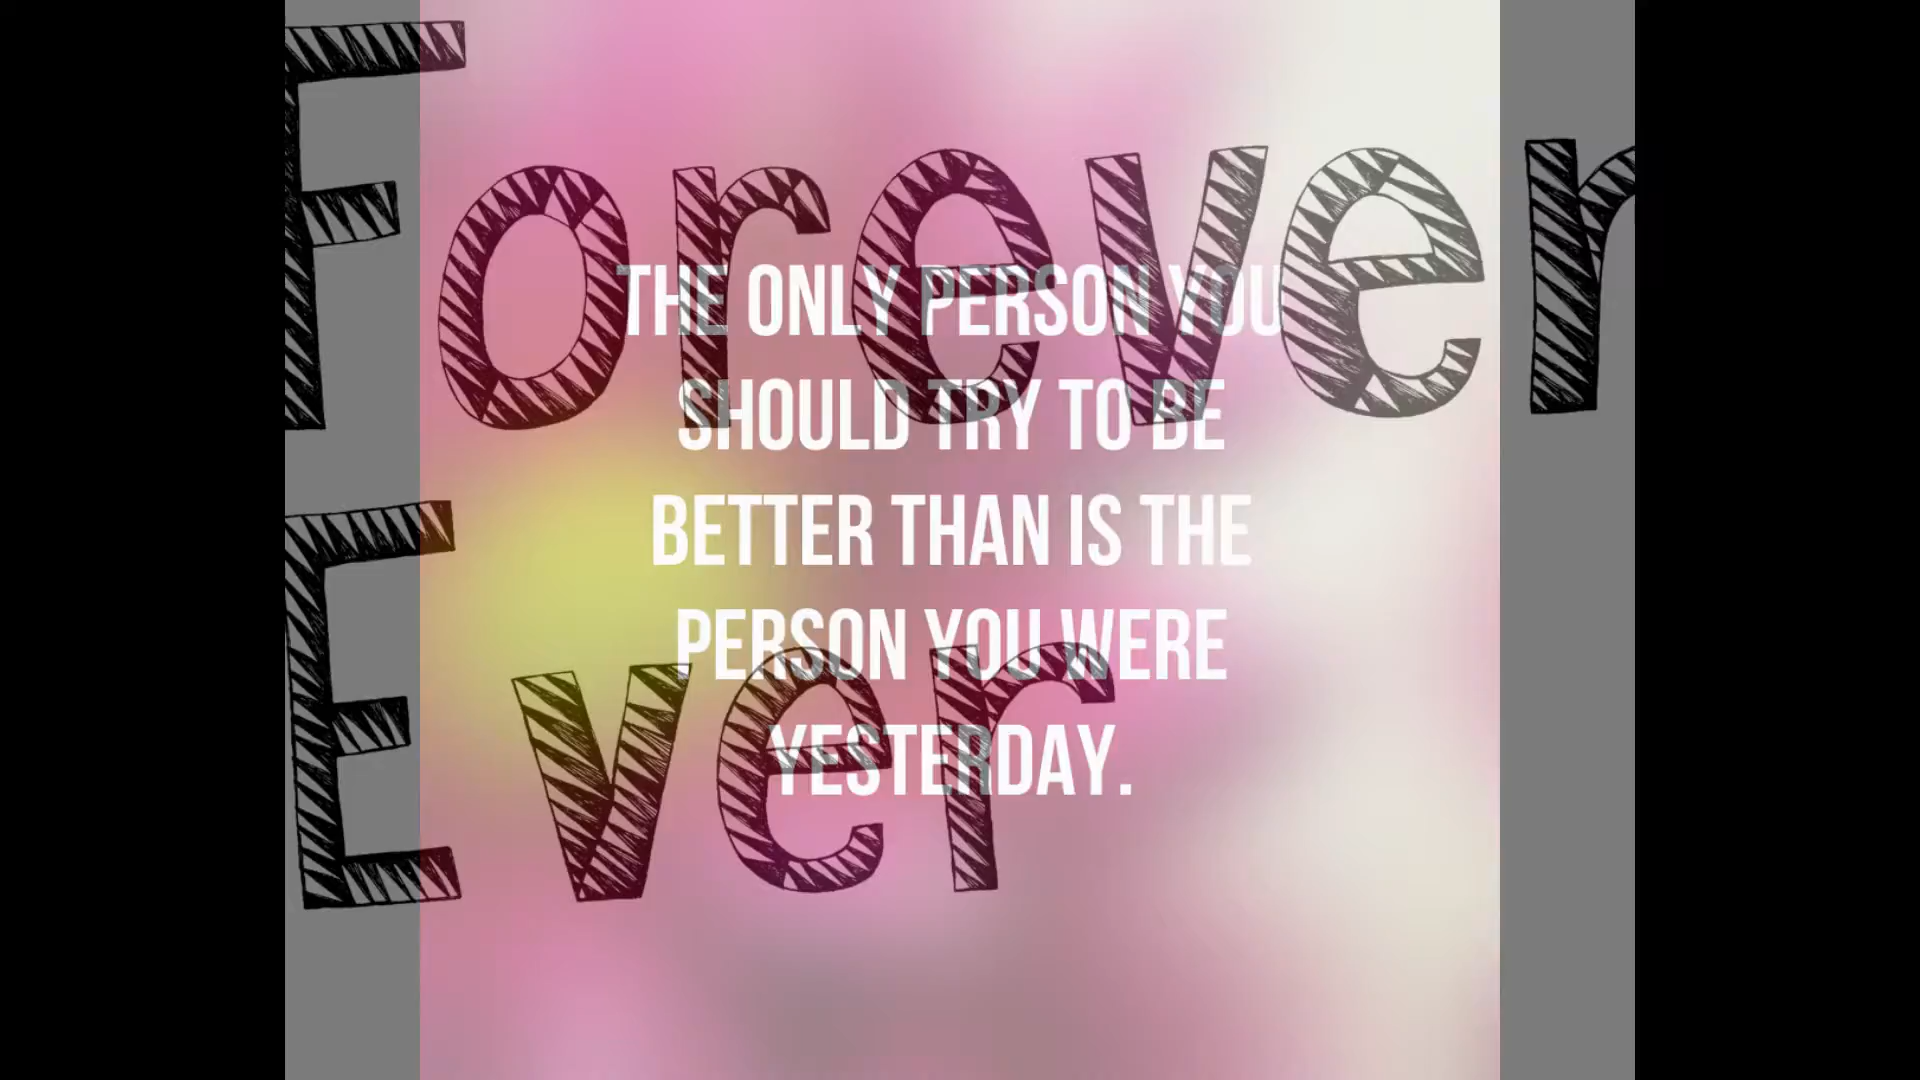 Forever
THE ONLY PERSON YOU
SHOULD TRY TO BE
BETTER THAN IS THE
PERSON YOU WERE
YESTERDAY.
Ever